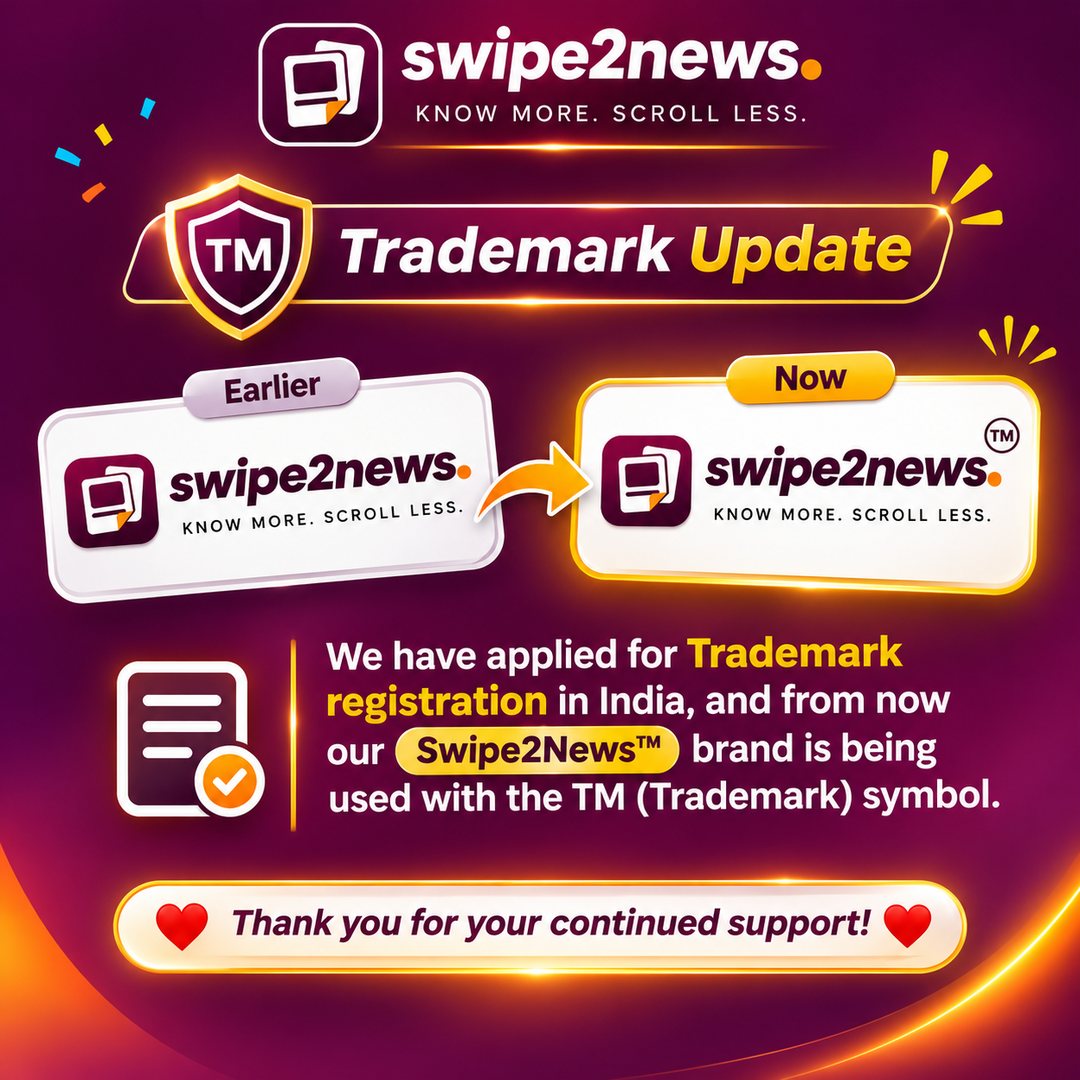 swipe2news.
KNOW MORE. SCROLL LESS.
TM
Trademark Update
Earlier
swipe2news.
KNOW MORE. SCROLL LESS.
Now
TM
swipe2news.
KNOW MORE. SCROLL LESS.
We have applied for Trademark
registration in India, and from now
our Swipe2News™ brand is being
used with the TM (Trademark) symbol.
Thank you for your continued support!